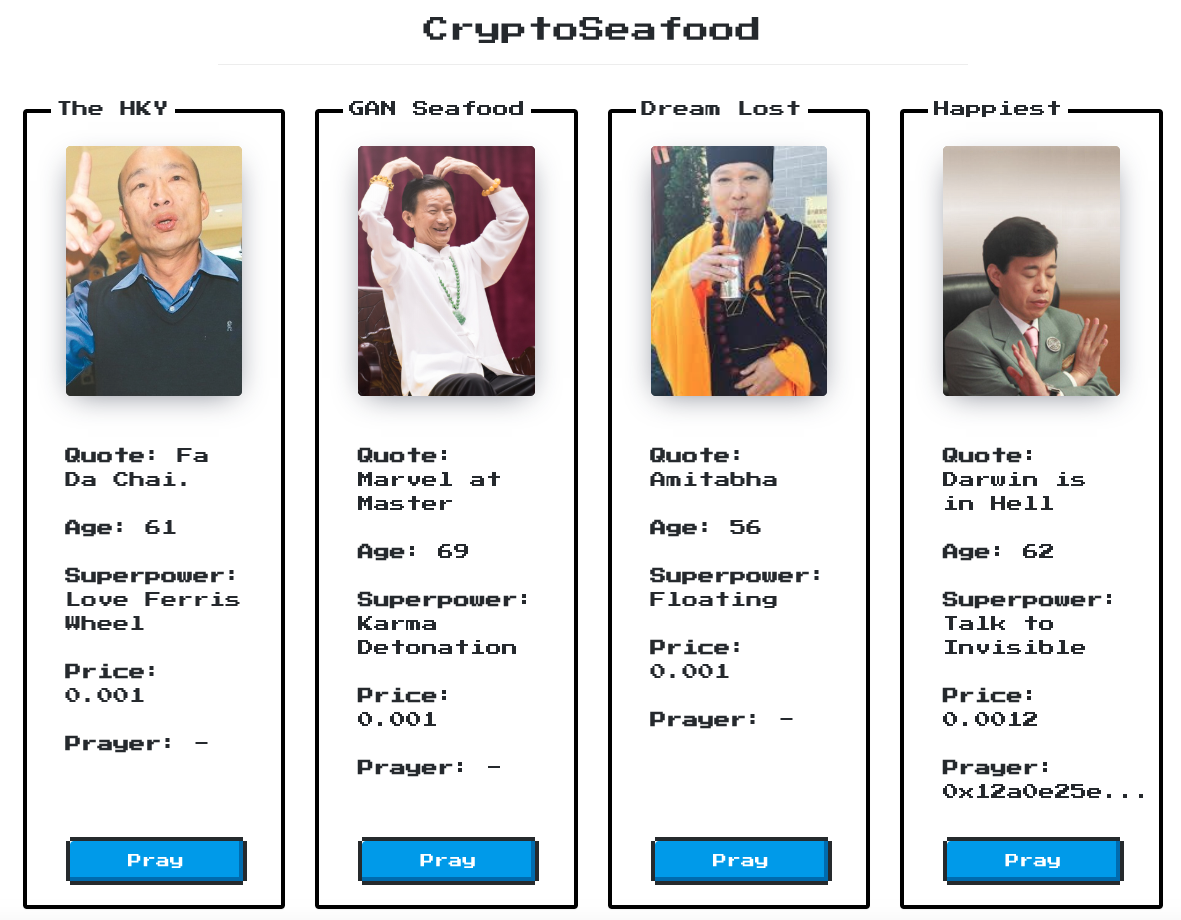 CryptoSeafood
The HKY
Quote: Fa
Da Chai.
Age: 61
Superpower:
Love Ferris
Wheel
Price:
0.001
Prayer: -
Pray
GAN Seafood
Quote:
Marvel at
Master
Age: 69
Superpower:
Karma
Detonation
Price:
0.001
Prayer: -
Pray
Dream Lost
Quote:
Amitabha
Age: 56
Superpower:
Floating
Price:
0.001
Prayer: -
Pray
Happiest
Quote:
Darwin is
in Hell
Age: 62
Superpower:
Talk to
Invisible
Price:
0.0012
Prayer:
0x12a0e25e...
Pray